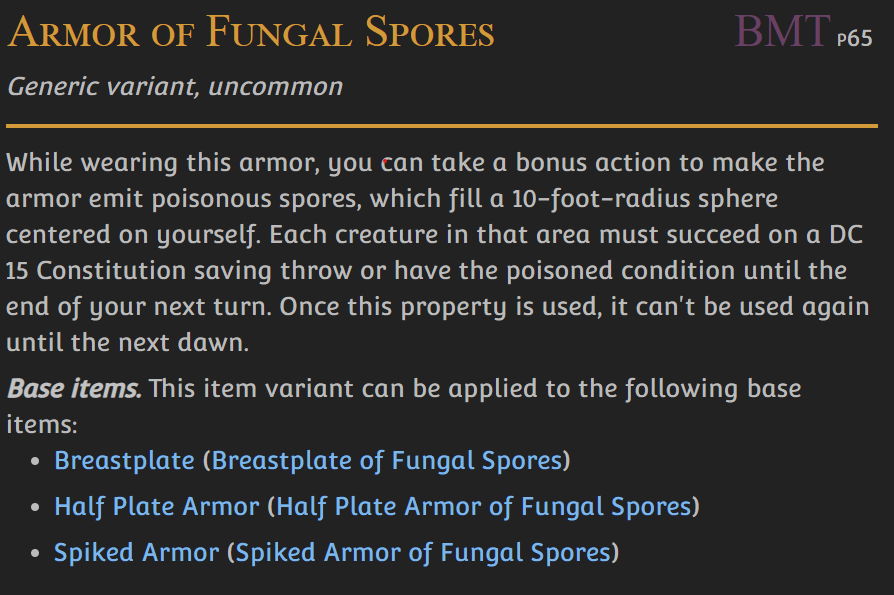 Armor of Fungal Spores BMT P65
Generic variant, uncommon
While wearing this armor, you can take a bonus action to make the
armor emit poisonous spores, which fill a 10-foot-radius sphere
centered on yourself. Each creature in that area must succeed on a DC
15 Constitution saving throw or have the poisoned condition until the
end of your next turn. Once this property is used, it can't be used again
until the next dawn.
Base items. This item variant can be applied to the following base
items:
• Breastplate (Breastplate of Fungal Spores)
• Half Plate Armor (Half Plate Armor of Fungal Spores)
• Spiked Armor (Spiked Armor of Fungal Spores)